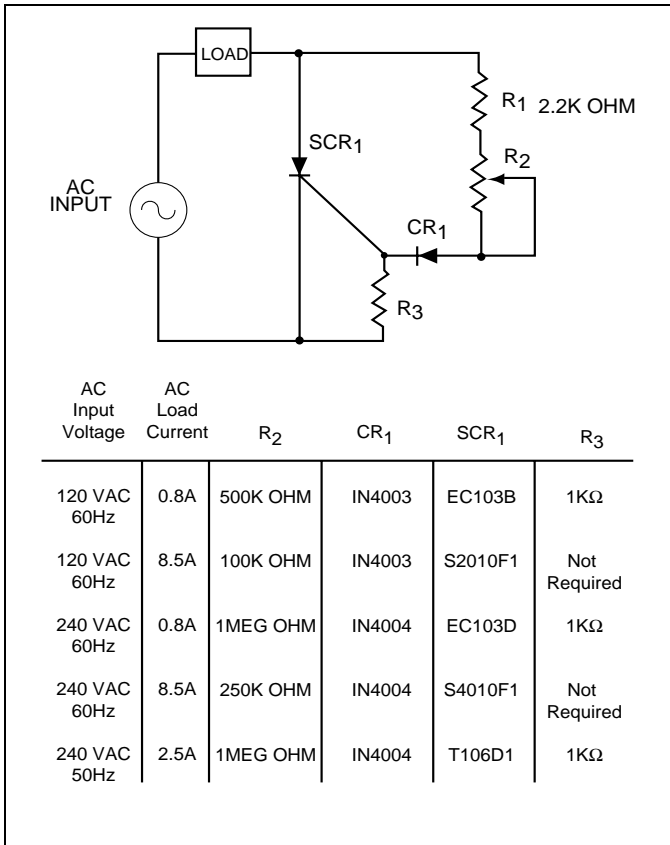 LOAD
R1 2.2K OHM
SCR1
R2
AC
INPUT
CR1
R3
AC
Input
Voltage
AC
Load
Current
R2
CR1
SCR1
R3
120 VAC
60Hz
0.8A
500K OHM
IN4003
EC103B
1KΩ
120 VAC
60Hz
8.5A
100K OHM
IN4003
S2010F1
Not
Required
240 VAC
60Hz
0.8A
1MEG OHM
IN4004
EC103D
1KΩ
240 VAC
60Hz
8.5A
250K OHM
IN4004
S4010F1
Not
Required
240 VAC
50Hz
2.5A
1MEG OHM
IN4004
T106D1
1KΩ